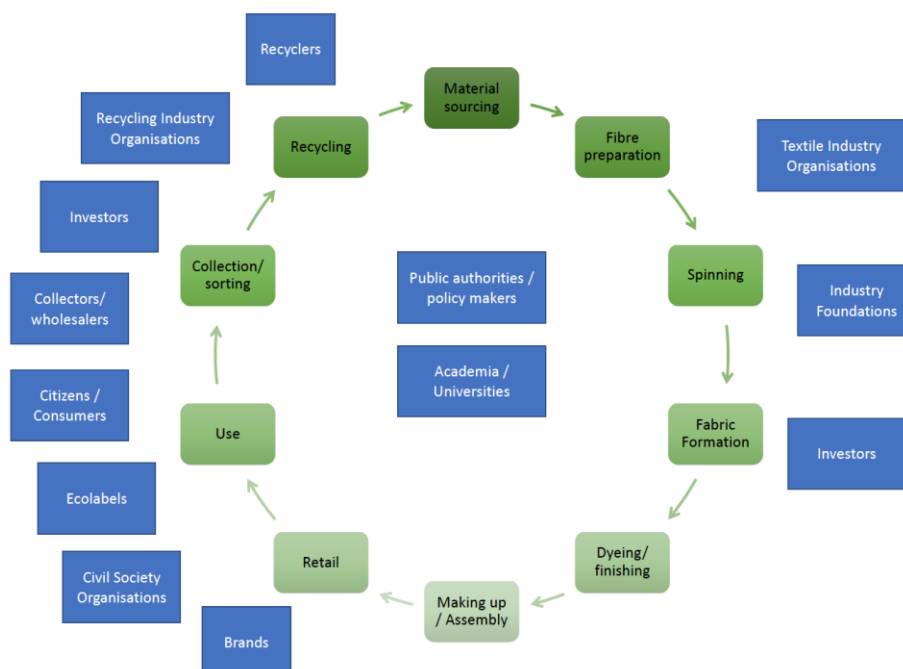 Recyclers
Material
sourcing
Recycling Industry
Organisations
Recycling
Fibre
preparation
Textile Industry
Organisations
Investors
Collection/
sorting
Public authorities /
policy makers
Spinning
Collectors/
wholesalers
Industry
Foundations
Academia /
Universities
Citizens /
Consumers
Use
Fabric
Formation
Investors
Ecolabels
Retail
Dyeing/
finishing
Civil Society
Organisations
Making up
/ Assembly
Brands